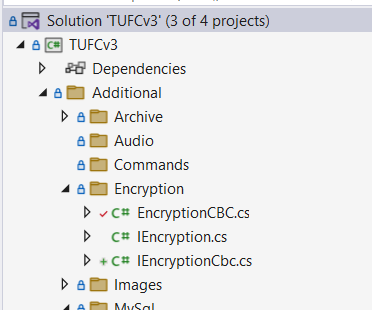 Solution 'TUFCv3' (3 of 4 projects)
C# TUFCv3
Dependencies
Additional
Archive
Audio
Commands
Encryption
C# EncryptionCBC.cs
C# IEncryption.cs
C# IEncryptionCbc.cs
Images
MySql